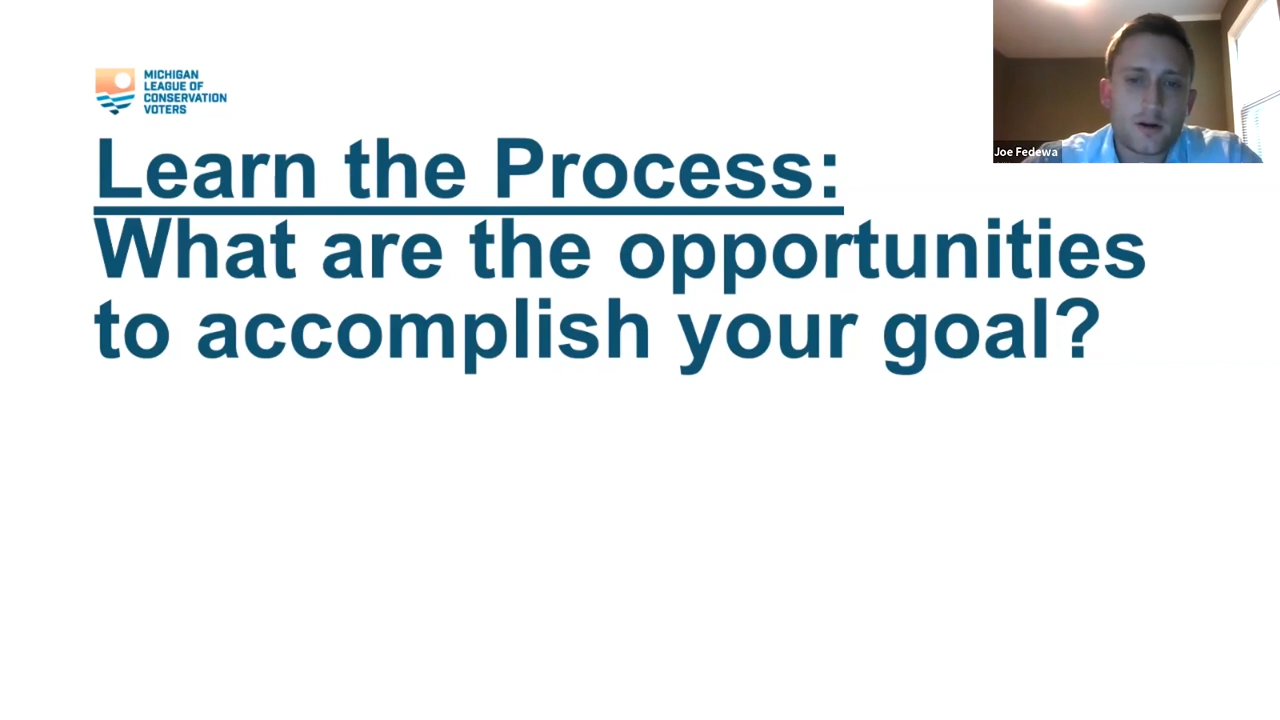 MICHIGAN
LEAGUE OF
CONSERVATION
VOTERS
Joe Fedewa
Learn the Process:
What are the opportunities
to accomplish your goal?